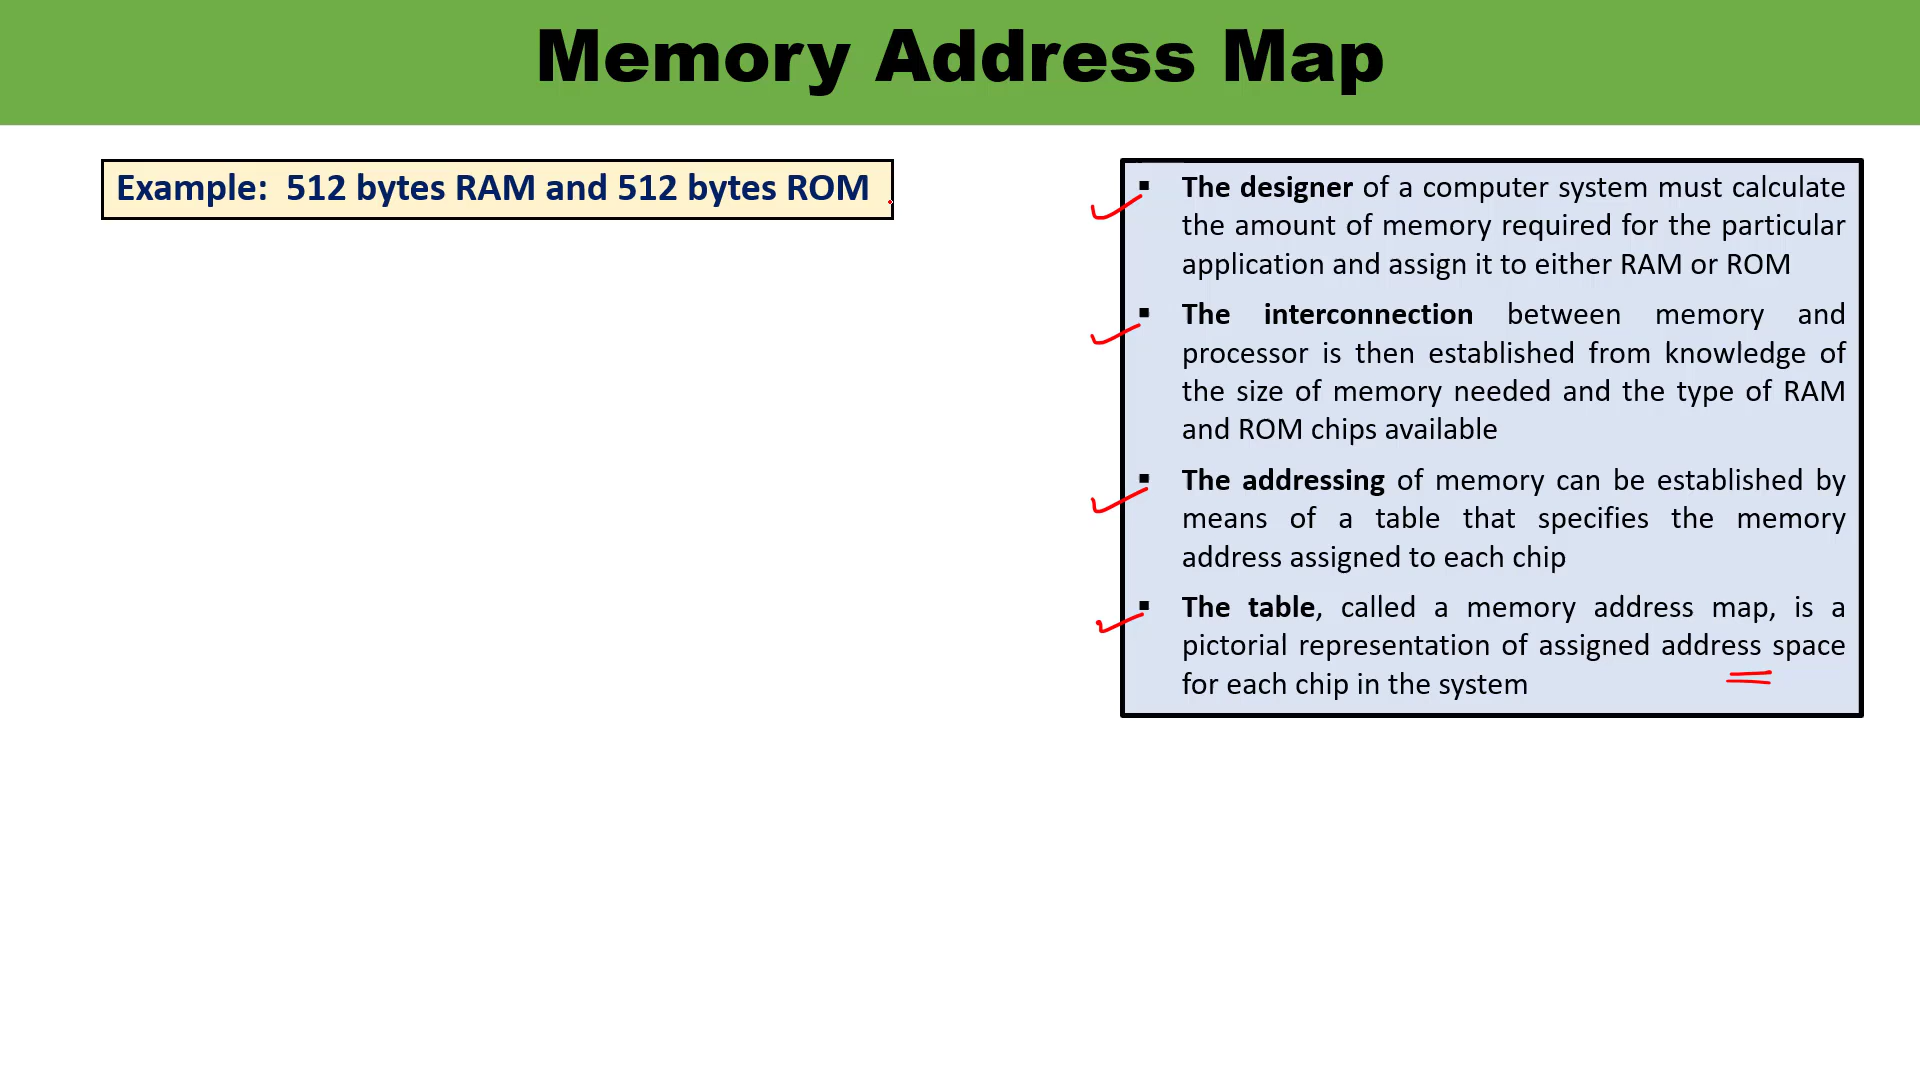 Memory Address Map
Example: 512 bytes RAM and 512 bytes ROM
▪ The designer of a computer system must calculate
the amount of memory required for the particular
application and assign it to either RAM or ROM
▪ The interconnection between memory and
processor is then established from knowledge of
the size of memory needed and the type of RAM
and ROM chips available
▪ The addressing of memory can be established by
means of a table that specifies the memory
address assigned to each chip
▪ The table, called a memory address map, is a
pictorial representation of assigned address space
for each chip in the system